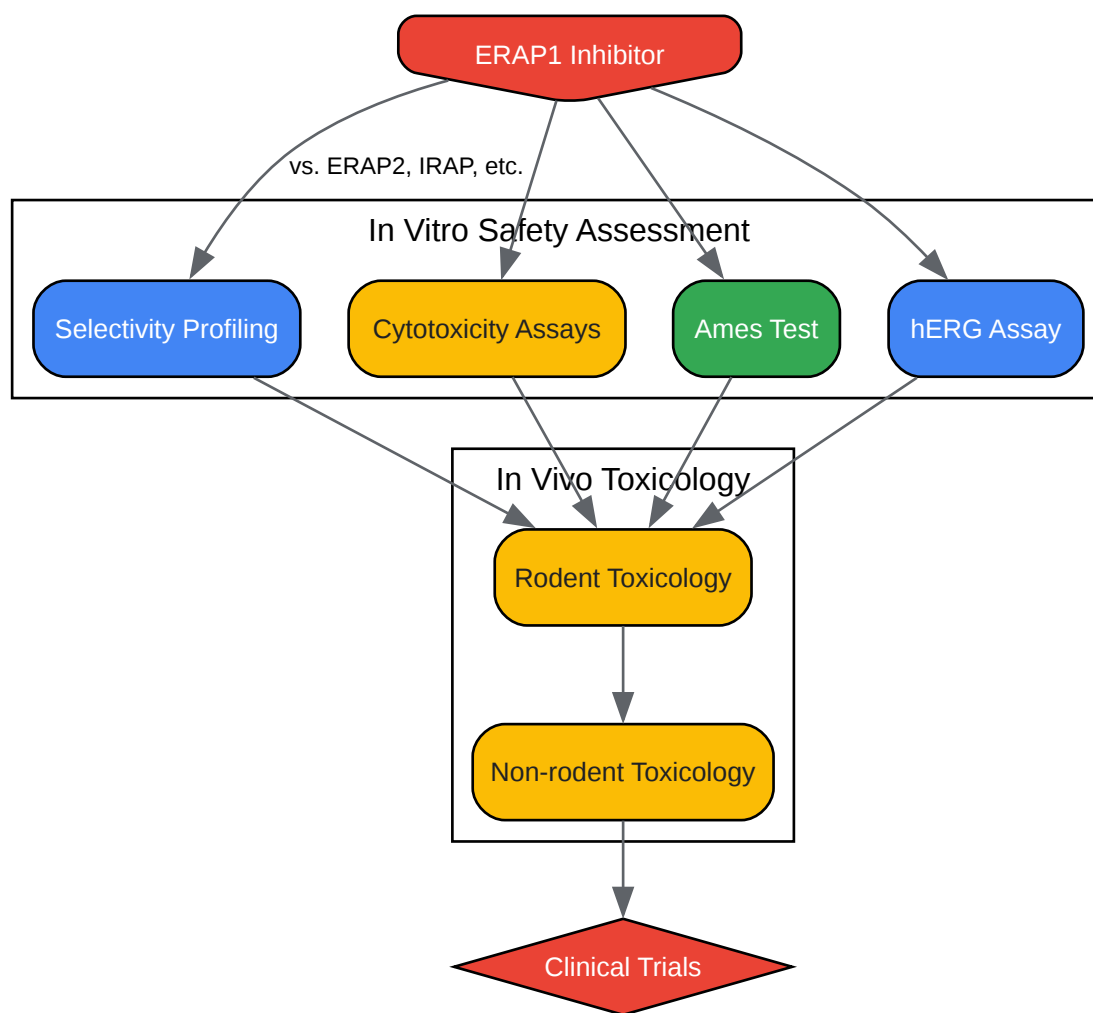 ERAP1 Inhibitor
vs. ERAP2, IRAP, etc.
In Vitro Safety Assessment
Selectivity Profiling
Cytotoxicity Assays
Ames Test
hERG Assay
In Vivo Toxicology
Rodent Toxicology
Non-rodent Toxicology
Clinical Trials